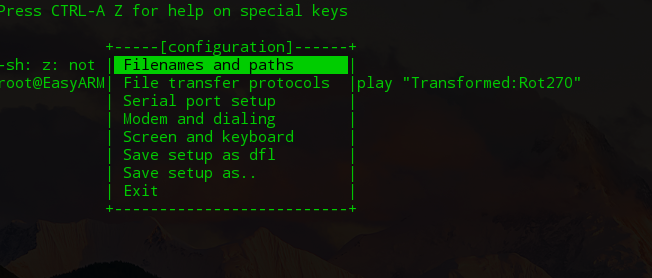 Press CTRL-A Z for help on special keys
+-----[configuration]------+
-sh: z: not | Filenames and paths      |
root@EasyARM| File transfer protocols  |play "Transformed:Rot270"
| Serial port setup        |
| Modem and dialing        |
| Screen and keyboard      |
| Save setup as dfl        |
| Save setup as..          |
| Exit                     |
+--------------------------+